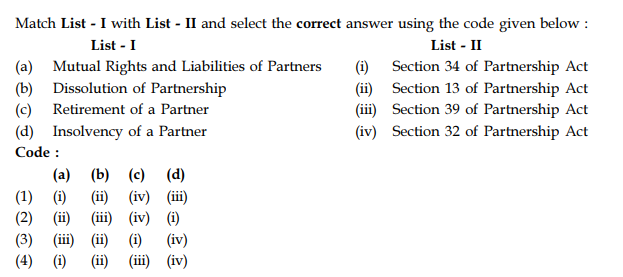 Match List - I with List - II and select the correct answer using the code given below :
List - I List - II
(a) Mutual Rights and Liabilities of Partners (i) Section 34 of Partnership Act
(b) Dissolution of Partnership (ii) Section 13 of Partnership Act
(c) Retirement of a Partner (iii) Section 39 of Partnership Act
(d) Insolvency of a Partner (iv) Section 32 of Partnership Act
Code :
(a) (b) (c) (d)
(1) (i) (ii) (iv) (iii)
(2) (ii) (iii) (iv) (i)
(3) (iii) (ii) (i) (iv)
(4) (i) (ii) (iii) (iv)